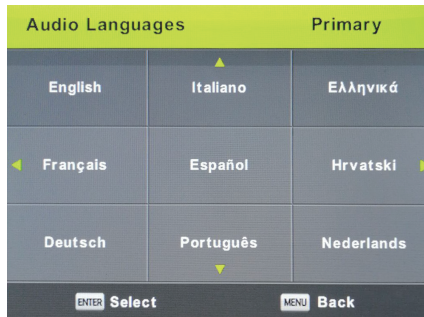 Audio Languages Primary
English Italiano Ελληνικά
Français Español Hrvatski
Deutsch Português Nederlands
ENTER Select MENU Back